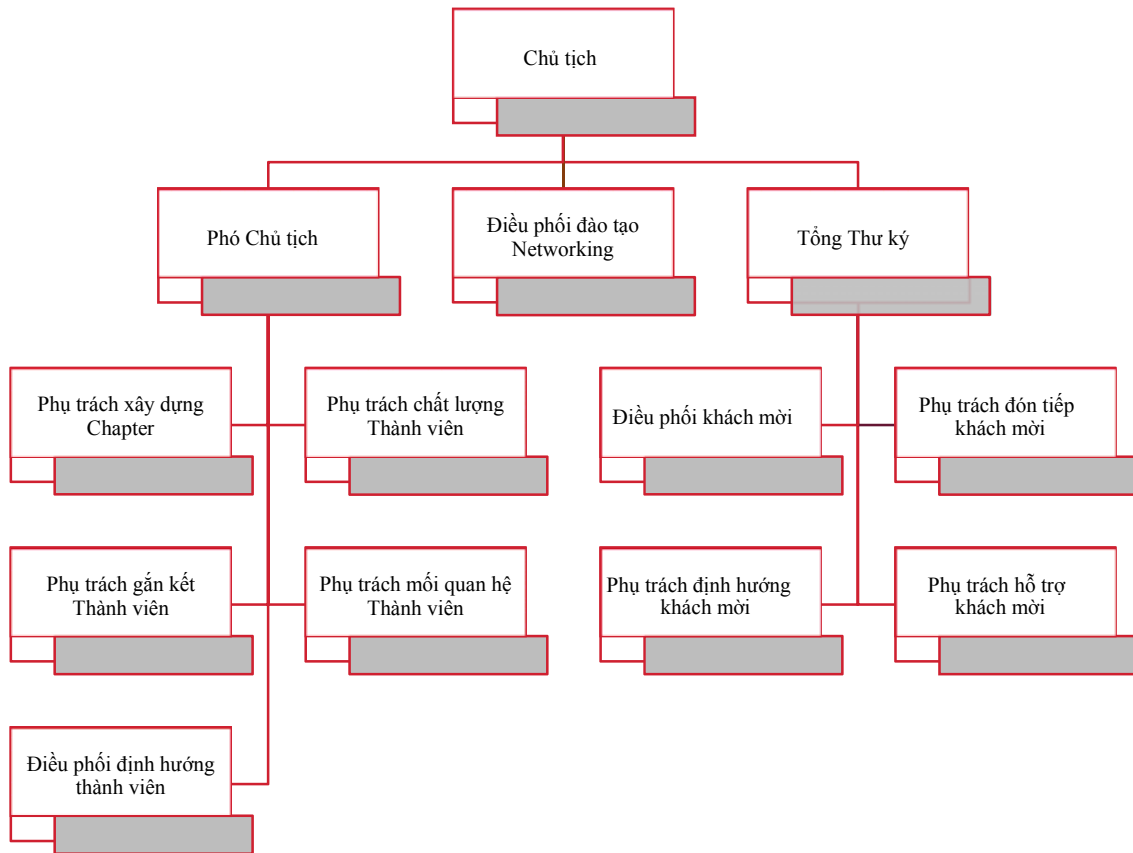 Chủ tịch
Phó Chủ tịch
Điều phối đào tạo
Networking
Tổng Thư ký
Phụ trách xây dựng
Chapter
Phụ trách chất lượng
Thành viên
Điều phối khách mời
Phụ trách đón tiếp
khách mời
Phụ trách gắn kết
Thành viên
Phụ trách mối quan hệ
Thành viên
Phụ trách định hướng
khách mời
Phụ trách hỗ trợ
khách mời
Điều phối định hướng
thành viên